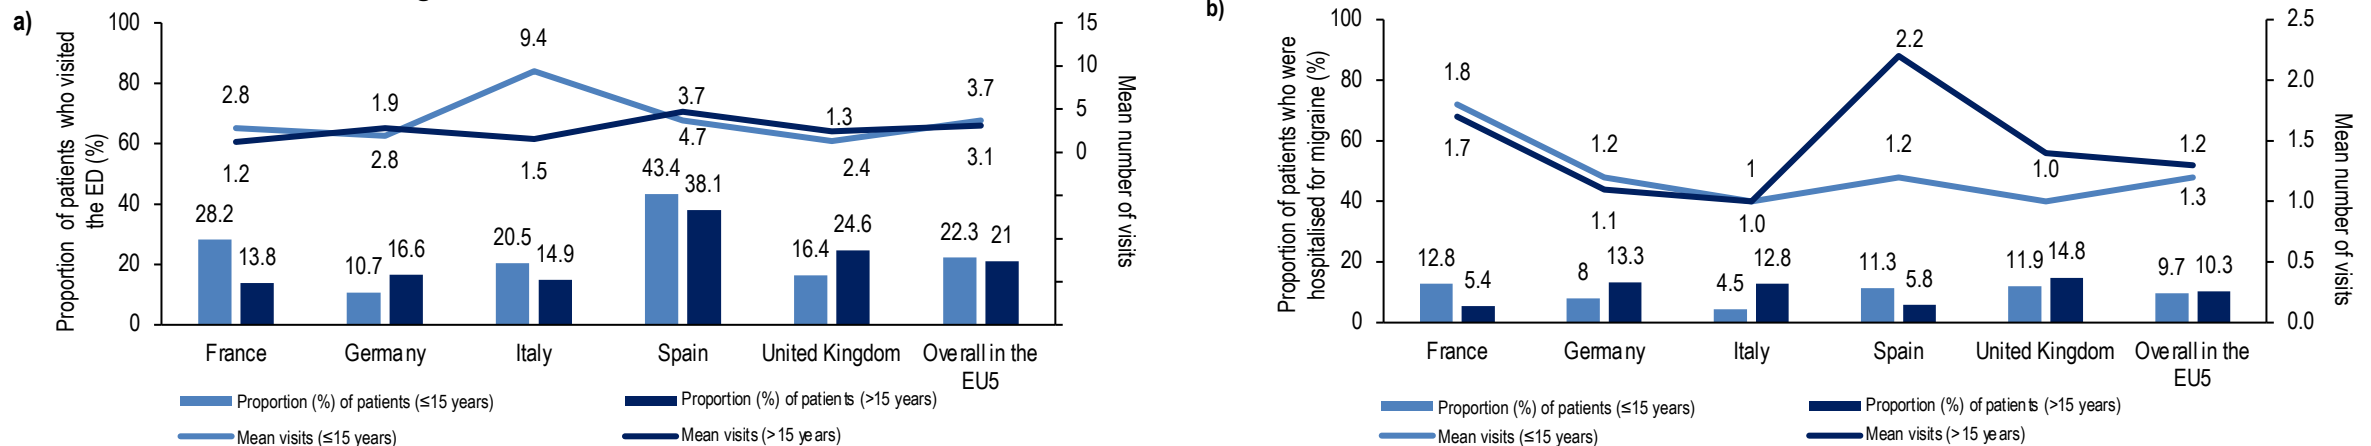 a)
Proportion of patients who visited
the ED (%)
100
80
60
40
20
0
15
10
5
0
Mean number of visits
2.8
1.9
9.4
3.7
1.3
3.7
1.2
2.8
1.5
4.7
2.4
3.1
28.2
13.8
10.7
16.6
20.5
14.9
43.4
38.1
16.4
24.6
22.3
21
France
Germany
Italy
Spain
United Kingdom
Overall in the
EU5
Proportion (%) of patients (≤15 years)
Proportion (%) of patients (>15 years)
Mean visits (≤15 years)
Mean visits (>15 years)
b)
Proportion of patients who were
hospitalised for migraine (%)
100
80
60
40
20
0
2.5
2.0
1.5
1.0
0.5
0.0
Mean number of visits
1.8
1.2
1
2.2
1.2
1.0
1.2
1.7
1.1
1.0
1.3
12.8
5.4
8
13.3
4.5
12.8
11.3
5.8
11.9
14.8
9.7
10.3
France
Germany
Italy
Spain
United Kingdom
Overall in the
EU5
Proportion (%) of patients (≤15 years)
Proportion (%) of patients (>15 years)
Mean visits (≤15 years)
Mean visits (>15 years)